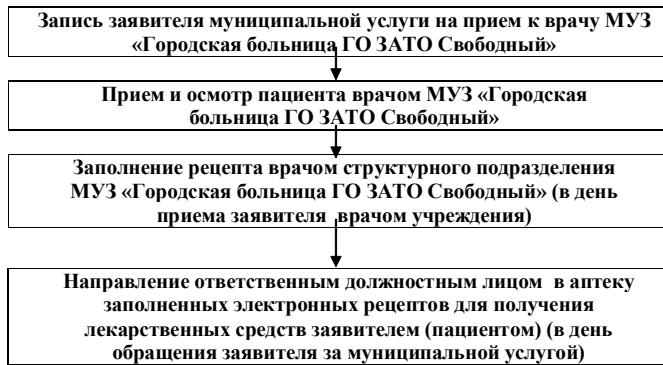 Запись заявителя муниципальной услуги на прием к врачу МУЗ
«Городская больница ГО ЗАТО Свободный»
Прием и осмотр пациента врачом МУЗ «Городская
больница ГО ЗАТО Свободный»
Заполнение рецепта врачом структурного подразделения
МУЗ «Городская больница ГО ЗАТО Свободный» (в день
приема заявителя врачом учреждения)
Направление ответственным должностным лицом в аптеку
заполненных электронных рецептов для получения
лекарственных средств заявителем (пациентом) (в день
обращения заявителя за муниципальной услугой)